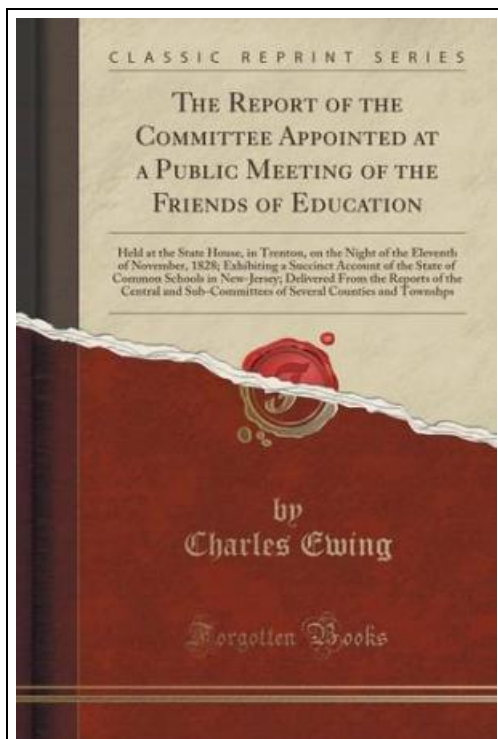 CLASSIC REPRINT SERIES
THE REPORT OF THE
COMMITTEE APPOINTED AT
A PUBLIC MEETING OF THE
FRIENDS OF EDUCATION
Held at the State House, in Trenton, on the Night of the Eleventh
of November, 1828; Exhibiting a Succinct Account of the State of
Common Schools in New-Jersey; Delivered From the Reports of the
Central and Sub-Committees of Several Counties and Townshps
F
by
Charles Ewing
Forgotten Books